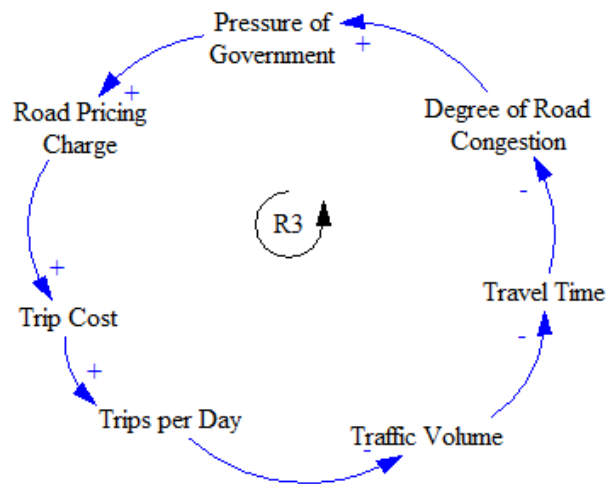 Pressure of
Government
+
+
Road Pricing
Charge
Degree of Road
Congestion
-
R3
+
Trip Cost
Travel Time
-
+
Trips per Day
-
Traffic Volume